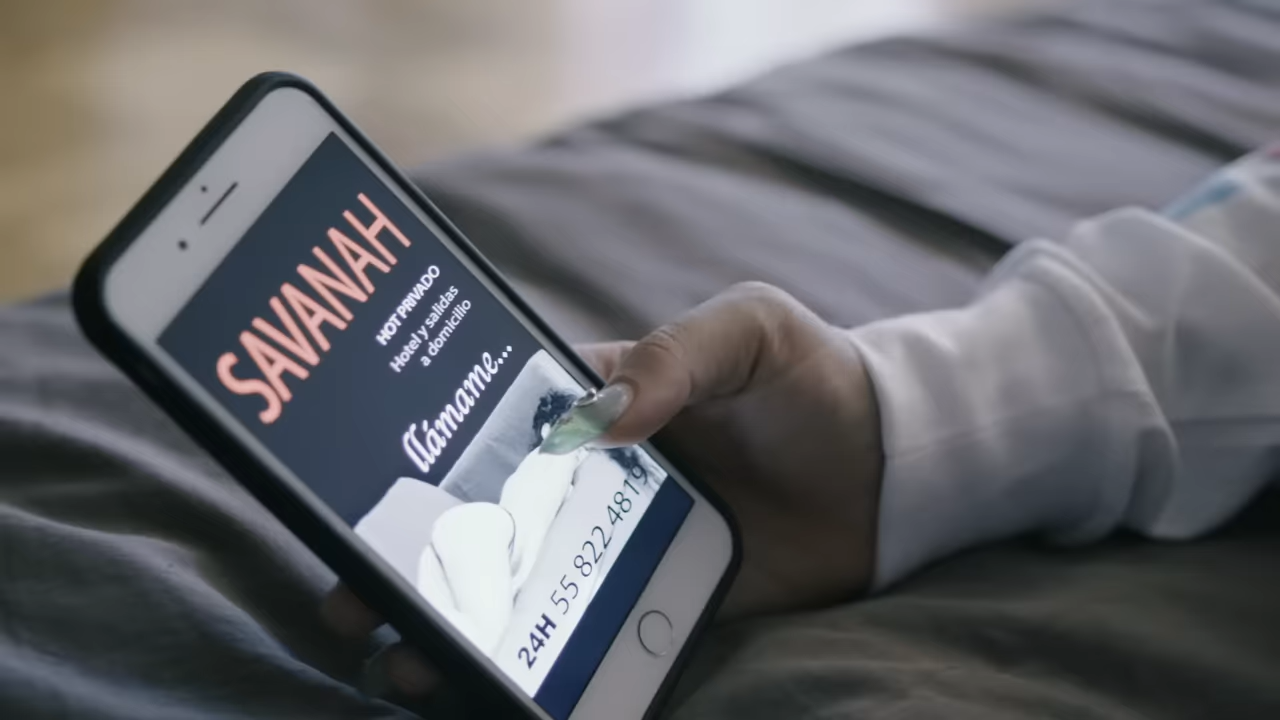 SAVANAH
HOT PRIVADO
Hotel y salidas
a domicilio
llámame...
24H 55 822 4819